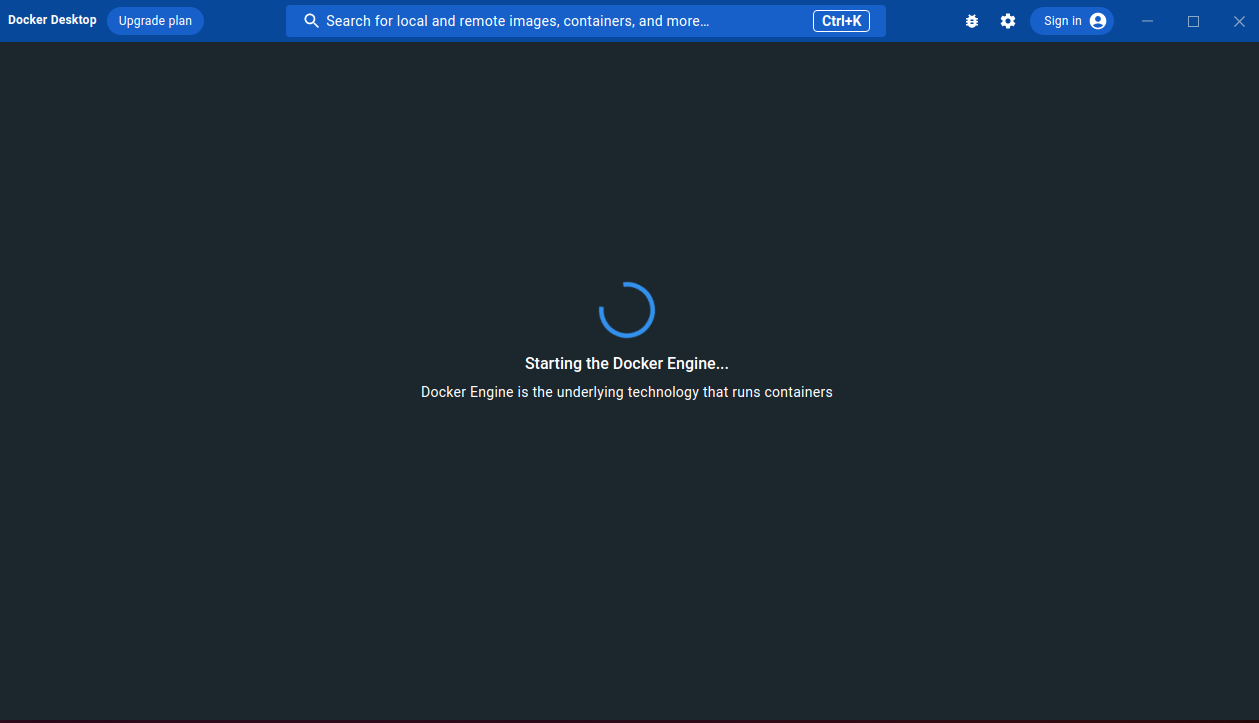 Docker Desktop Upgrade plan Search for local and remote images, containers, and more... Ctrl+K Sign in
Starting the Docker Engine...
Docker Engine is the underlying technology that runs containers